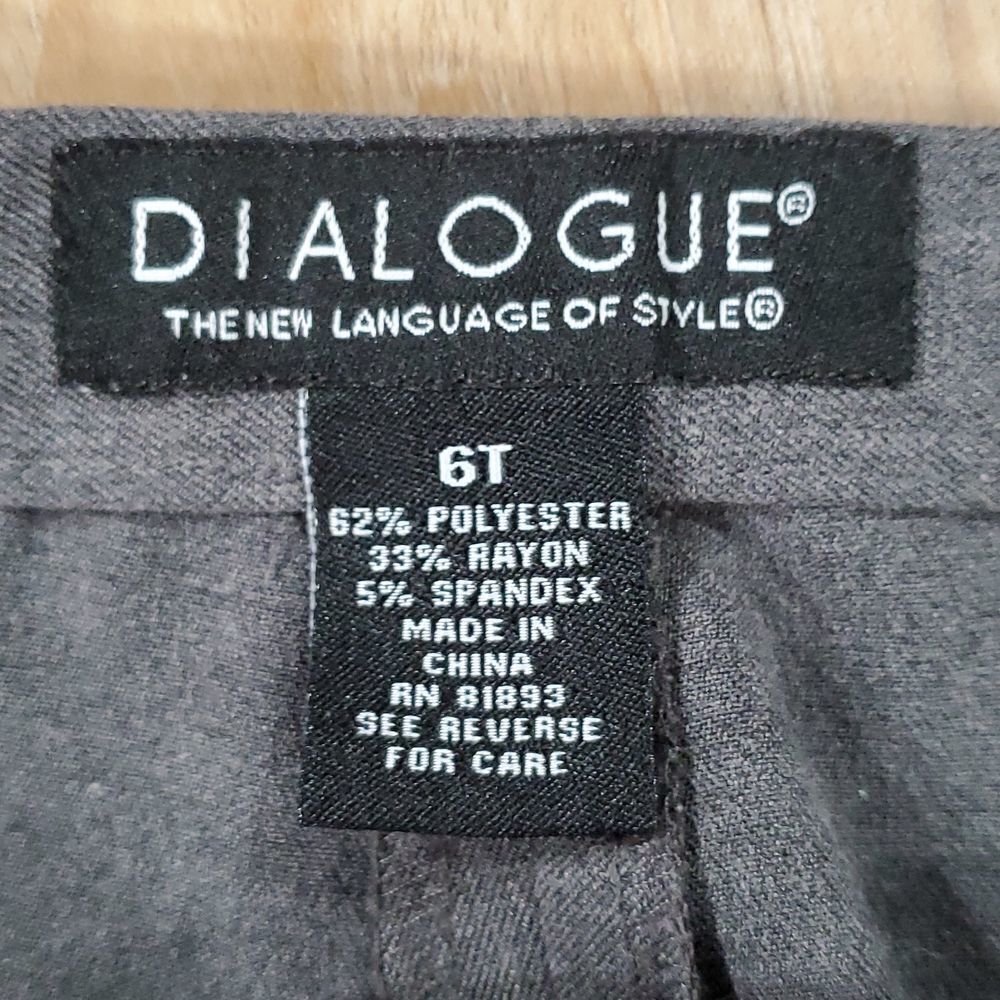 DIALOGUE®
THE NEW LANGUAGE OF STYLE®
6T
62% POLYESTER
33% RAYON
5% SPANDEX
MADE IN
CHINA
RN 81893
SEE REVERSE
FOR CARE